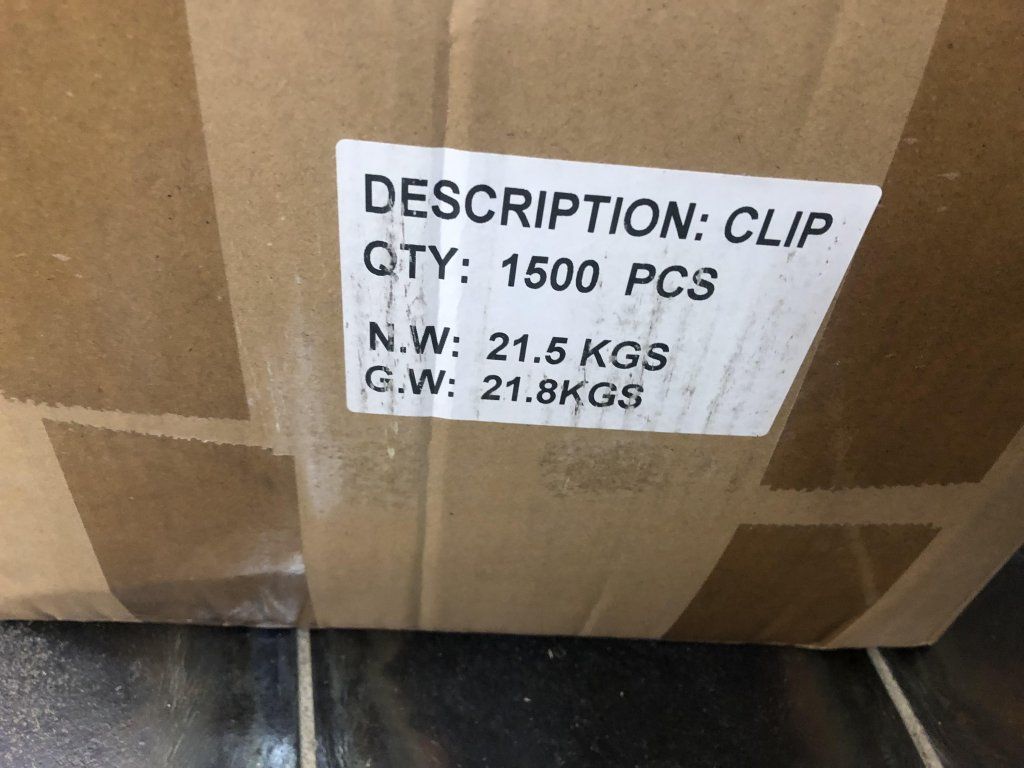 DESCRIPTION: CLIP
QTY: 1500 PCS
N.W: 21.5 KGS
G.W: 21.8KGS